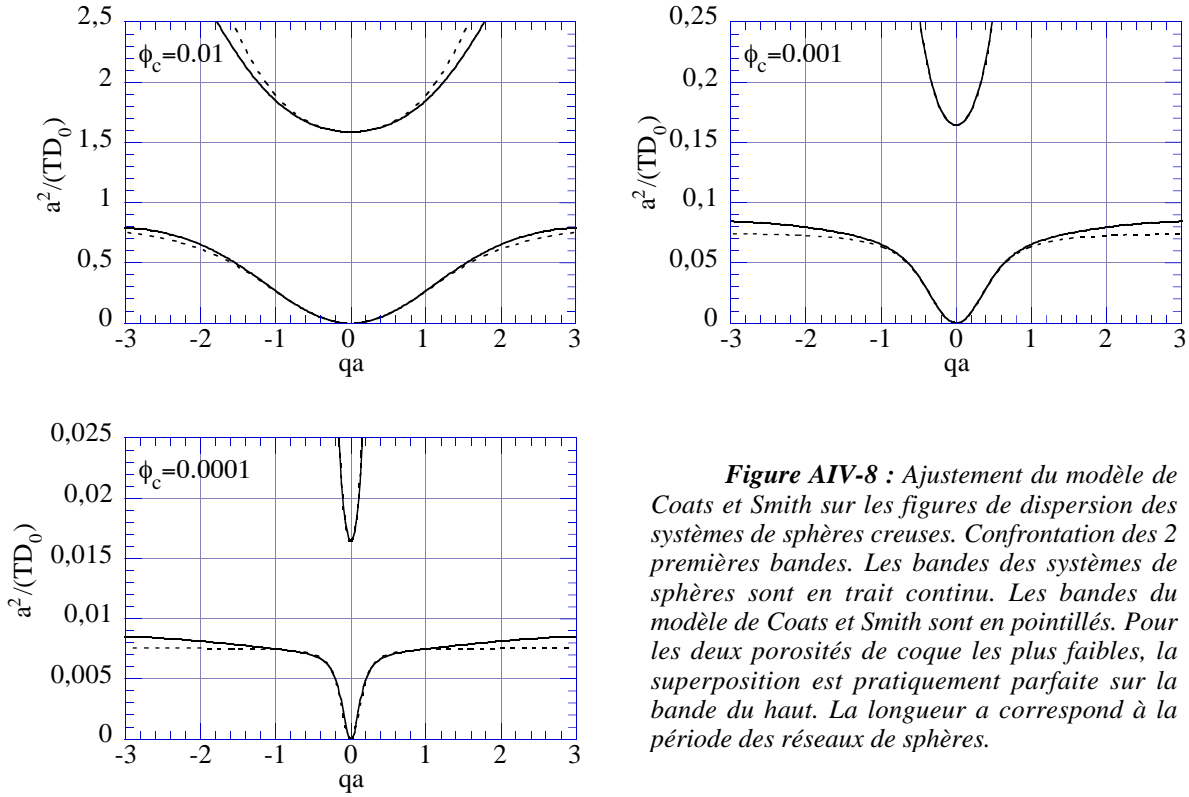 2,5
2
1,5
1
0,5
0
ϕc=0.01
a2/(TD0)
-3 -2 -1 0 1 2 3
qa
0,25
0,2
0,15
0,1
0,05
0
ϕc=0.001
a2/(TD0)
-3 -2 -1 0 1 2 3
qa
0,025
0,02
0,015
0,01
0,005
0
ϕc=0.0001
a2/(TD0)
-3 -2 -1 0 1 2 3
qa
Figure AIV-8 : Ajustement du modèle de
Coats et Smith sur les figures de dispersion des
systèmes de sphères creuses. Confrontation des 2
premières bandes. Les bandes des systèmes de
sphères sont en trait continu. Les bandes du
modèle de Coats et Smith sont en pointillés. Pour
les deux porosités de coque les plus faibles, la
superposition est pratiquement parfaite sur la
bande du haut. La longueur a correspond à la
période des réseaux de sphères.